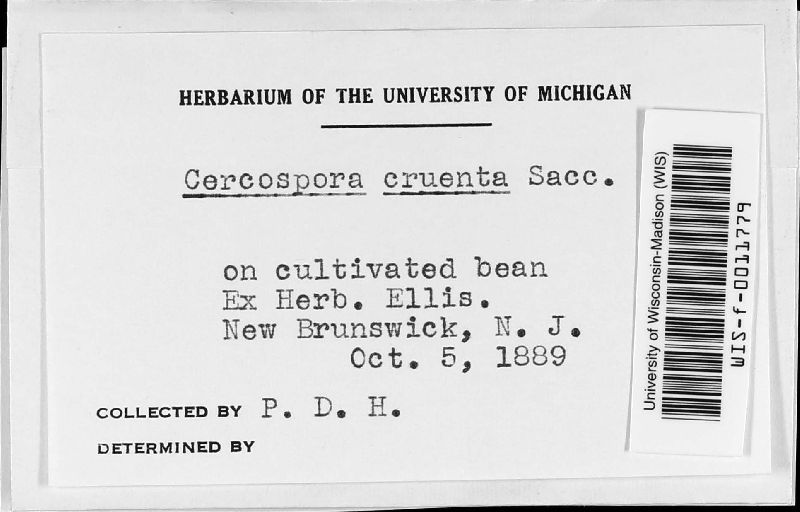 HERBARIUM OF THE UNIVERSITY OF MICHIGAN
Cercospora cruenta Sacc.
on cultivated bean
Ex Herb. Ellis.
New Brunswick, N. J.
Oct. 5, 1889
COLLECTED BY P. D. H.
DETERMINED BY
University of Wisconsin-Madison (WIS)
WIS-f-0011779